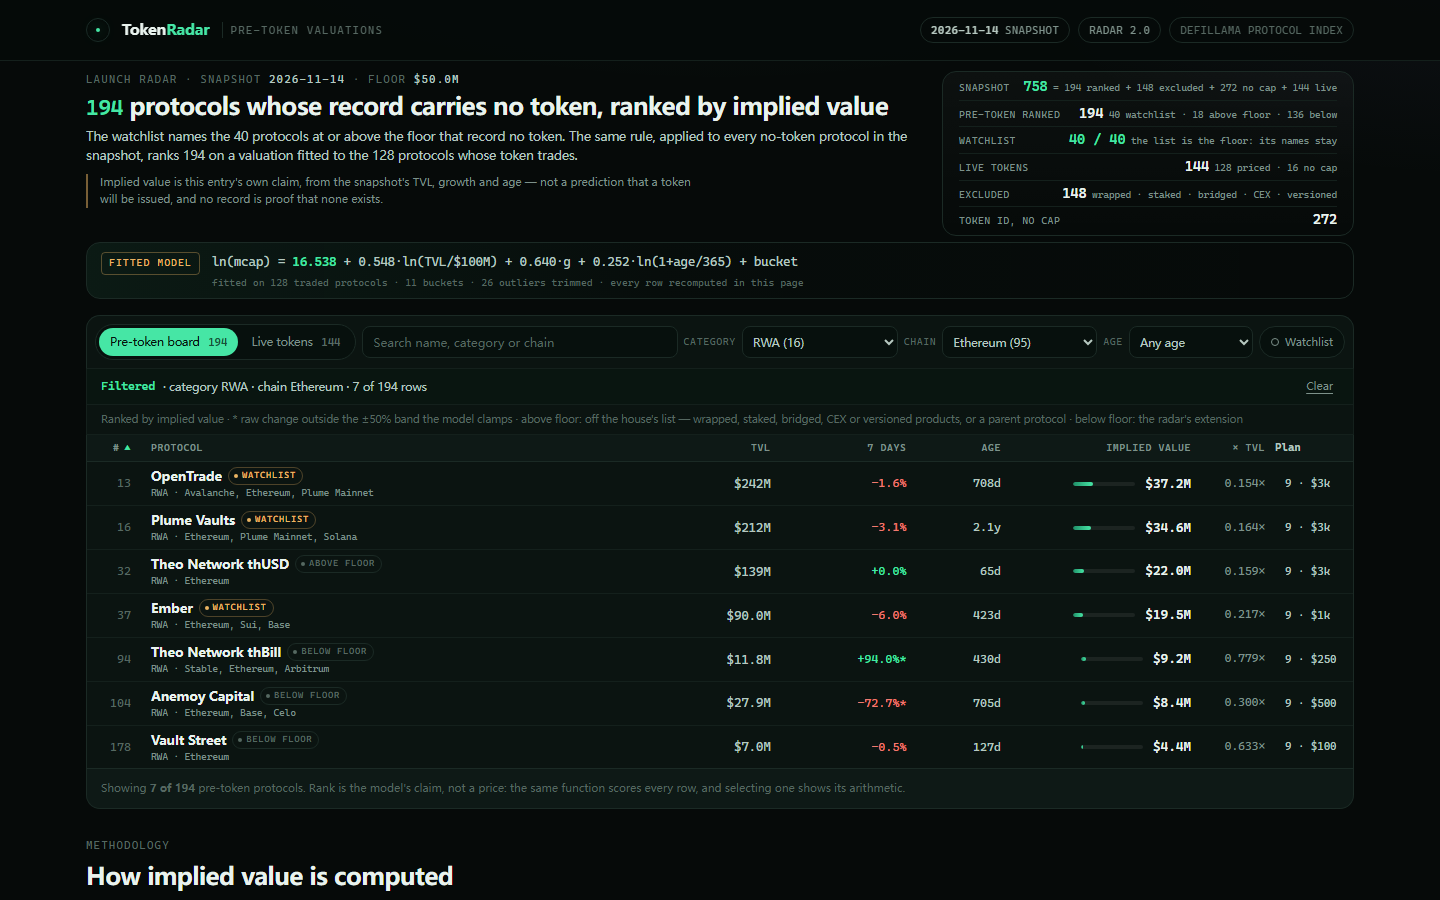 TokenRadar PRE-TOKEN VALUATIONS 2026-11-14 SNAPSHOT RADAR 2.0 DEFILLAMA PROTOCOL INDEX
LAUNCH RADAR · SNAPSHOT 2026-11-14 · FLOOR $50.0M
194 protocols whose record carries no token, ranked by implied value
The watchlist names the 40 protocols at or above the floor that record no token. The same rule, applied to every no-token protocol in the
snapshot, ranks 194 on a valuation fitted to the 128 protocols whose token trades.
Implied value is this entry's own claim, from the snapshot's TVL, growth and age — not a prediction that a token
will be issued, and no record is proof that none exists.
SNAPSHOT 758 = 194 ranked + 148 excluded + 272 no cap + 144 live
PRE-TOKEN RANKED 194 40 watchlist · 18 above floor · 136 below
WATCHLIST 40 / 40 the list is the floor: its names stay
LIVE TOKENS 144 128 priced · 16 no cap
EXCLUDED 148 wrapped · staked · bridged · CEX · versioned
TOKEN ID, NO CAP 272
FITTED MODEL ln(mcap) = 16.538 + 0.548·ln(TVL/$100M) + 0.640·g + 0.252·ln(1+age/365) + bucket
fitted on 128 traded protocols · 11 buckets · 26 outliers trimmed · every row recomputed in this page
Pre-token board 194 Live tokens 144 Search name, category or chain CATEGORY RWA (16) CHAIN Ethereum (95) AGE Any age Watchlist
Filtered · category RWA · chain Ethereum · 7 of 194 rows Clear
Ranked by implied value · * raw change outside the ±50% band the model clamps · above floor: off the house's list — wrapped, staked, bridged, CEX or versioned products, or a parent protocol · below floor: the radar's extension
# ▲ PROTOCOL TVL 7 DAYS AGE IMPLIED VALUE × TVL Plan
13 OpenTrade WATCHLIST $242M −1.6% 708d $37.2M 0.154× 9 · $3k
RWA · Avalanche, Ethereum, Plume Mainnet
16 Plume Vaults WATCHLIST $212M −3.1% 2.1y $34.6M 0.164× 9 · $3k
RWA · Ethereum, Plume Mainnet, Solana
32 Theo Network thUSD ABOVE FLOOR $139M +0.0% 65d $22.0M 0.159× 9 · $3k
RWA · Ethereum
37 Ember WATCHLIST $90.0M −6.0% 423d $19.5M 0.217× 9 · $1k
RWA · Ethereum, Sui, Base
94 Theo Network thBill BELOW FLOOR $11.8M +94.0%* 430d $9.2M 0.779× 9 · $250
RWA · Stable, Ethereum, Arbitrum
104 Anemoy Capital BELOW FLOOR $27.9M −72.7%* 705d $8.4M 0.300× 9 · $500
RWA · Ethereum, Base, Celo
178 Vault Street BELOW FLOOR $7.0M −0.5% 127d $4.4M 0.633× 9 · $100
RWA · Ethereum
Showing 7 of 194 pre-token protocols. Rank is the model's claim, not a price: the same function scores every row, and selecting one shows its arithmetic.
METHODOLOGY
How implied value is computed